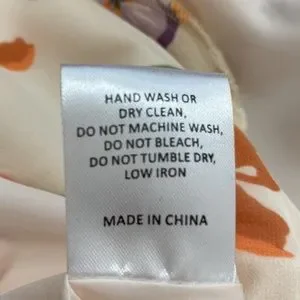 HAND WASH OR
DRY CLEAN,
DO NOT MACHINE WASH,
DO NOT BLEACH,
DO NOT TUMBLE DRY,
LOW IRON
MADE IN CHINA